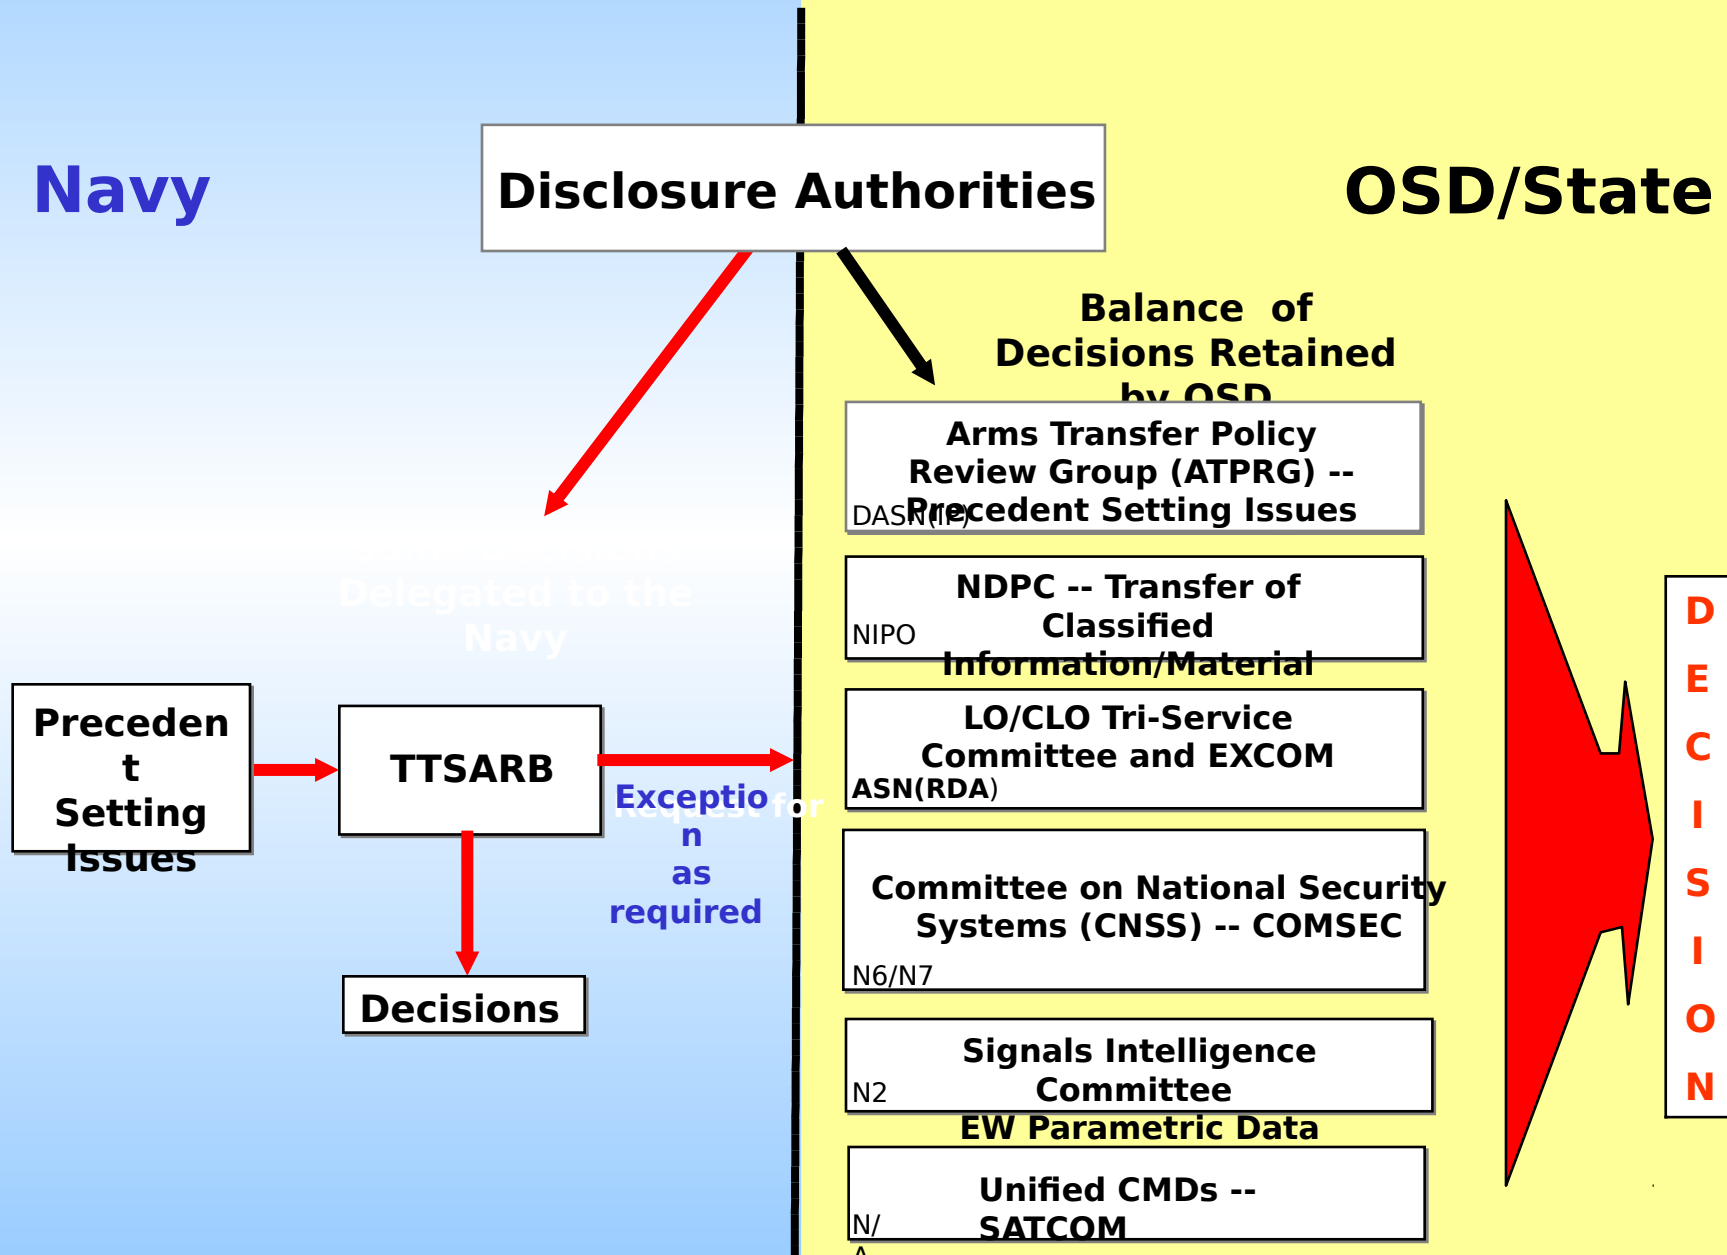 Navy
Disclosure Authorities
OSD/State
Balance of
Decisions Retained
by OSD
Arms Transfer Policy
Review Group (ATPRG) --
Precedent Setting Issues
DASN(IP)
Delegated to the
Navy
NDPC -- Transfer of
Classified
NIPO
Information/Material
Preceden
t
Setting
Issues
TTSARB
Request for
Exceptio
n
as
required
Decisions
LO/CLO Tri-Service
Committee and EXCOM
ASN(RDA)
Committee on National Security
Systems (CNSS) -- COMSEC
N6/N7
Signals Intelligence
Committee
N2
EW Parametric Data
Unified CMDs --
SATCOM
N/
A
D
E
C
I
S
I
O
N